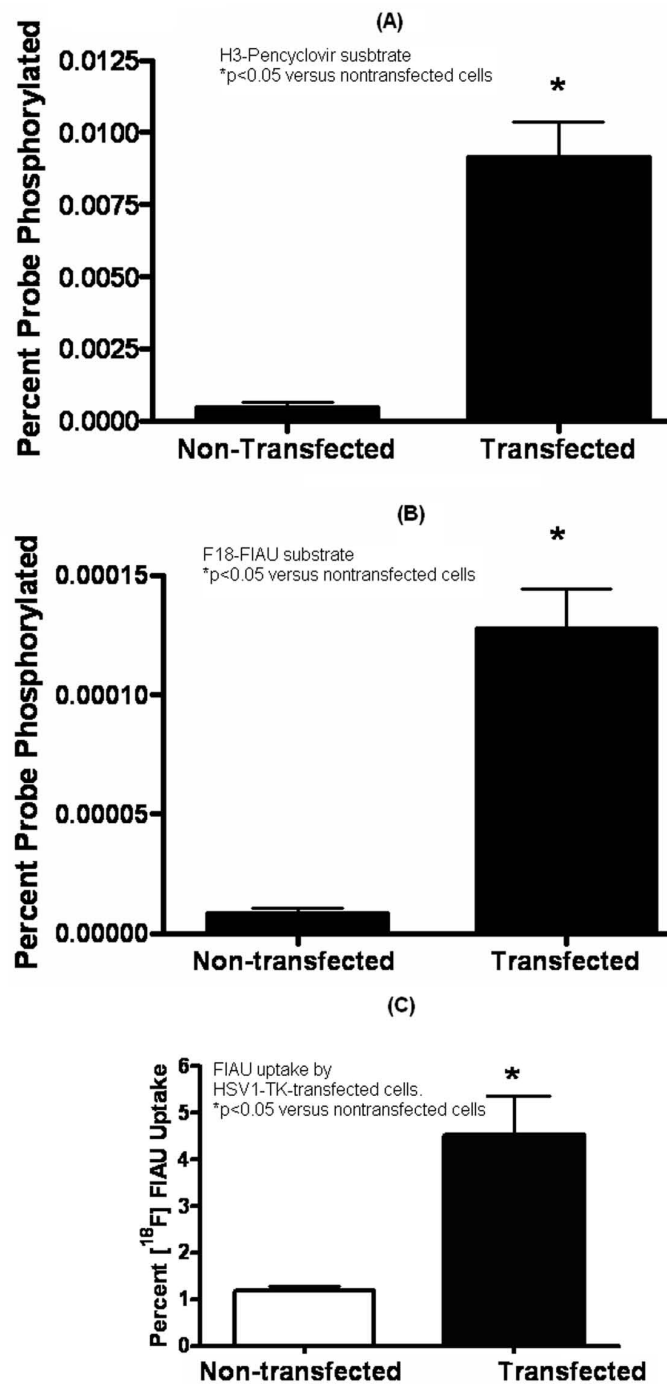 (A)
H3-Pencyclovir susbtrate
*p<0.05 versus nontransfected cells
*
Percent Probe Phosphorylated
0.0125
0.0100
0.0075
0.0050
0.0025
0.0000
Non-Transfected Transfected
(B)
F18-FIAU substrate
*p<0.05 versus nontransfected cells
*
Percent Probe Phosphorylated
0.00015
0.00010
0.00005
0.00000
Non-transfected Transfected
(C)
FIAU uptake by
HSV1-TK-transfected cells.
*p<0.05 versus nontransfected cells
*
Percent [18F] FIAU Uptake
6
5
4
3
2
1
0
Non-transfected Transfected